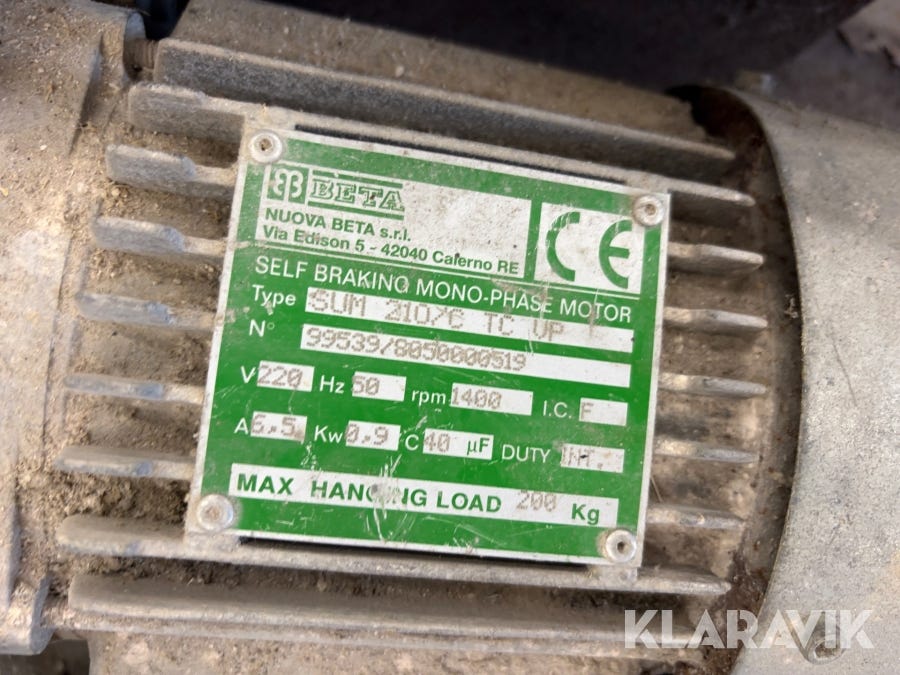 BETA
NUOVA BETA s.r.l.
Via Edison 5 - 42040 Calerno RE
CE
SELF BRAKING MONO-PHASE MOTOR
Type SUM 210/C TC VP
N° 99539/8050000519
V 220 Hz 50 rpm 1400 I.C. F
A 6,5 Kw 0,9 C 40 µF DUTY INT.
MAX HANGING LOAD 200 Kg
KLARAVIK